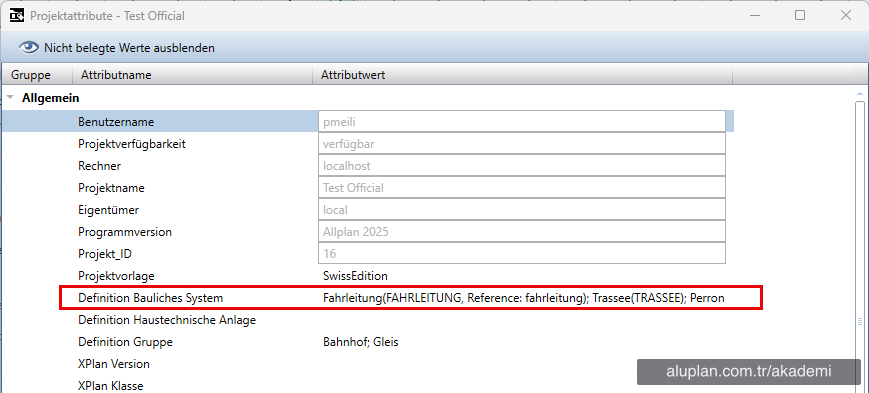 Projektattribute - Test Official
Nicht belegte Werte ausblenden
Gruppe Attributname Attributwert
Allgemein
Benutzername pmeili
Projektverfügbarkeit verfügbar
Rechner localhost
Projektname Test Official
Eigentümer local
Programmversion Allplan 2025
Projekt_ID 16
Projektvorlage SwissEdition
Definition Bauliches System Fahrleitung(FAHRLEITUNG, Reference: fahrleitung); Trassee(TRASSEE); Perron
Definition Haustechnische Anlage
Definition Gruppe Bahnhof; Gleis
XPlan Version
XPlan Klasse
aluplan.com.tr/akademi